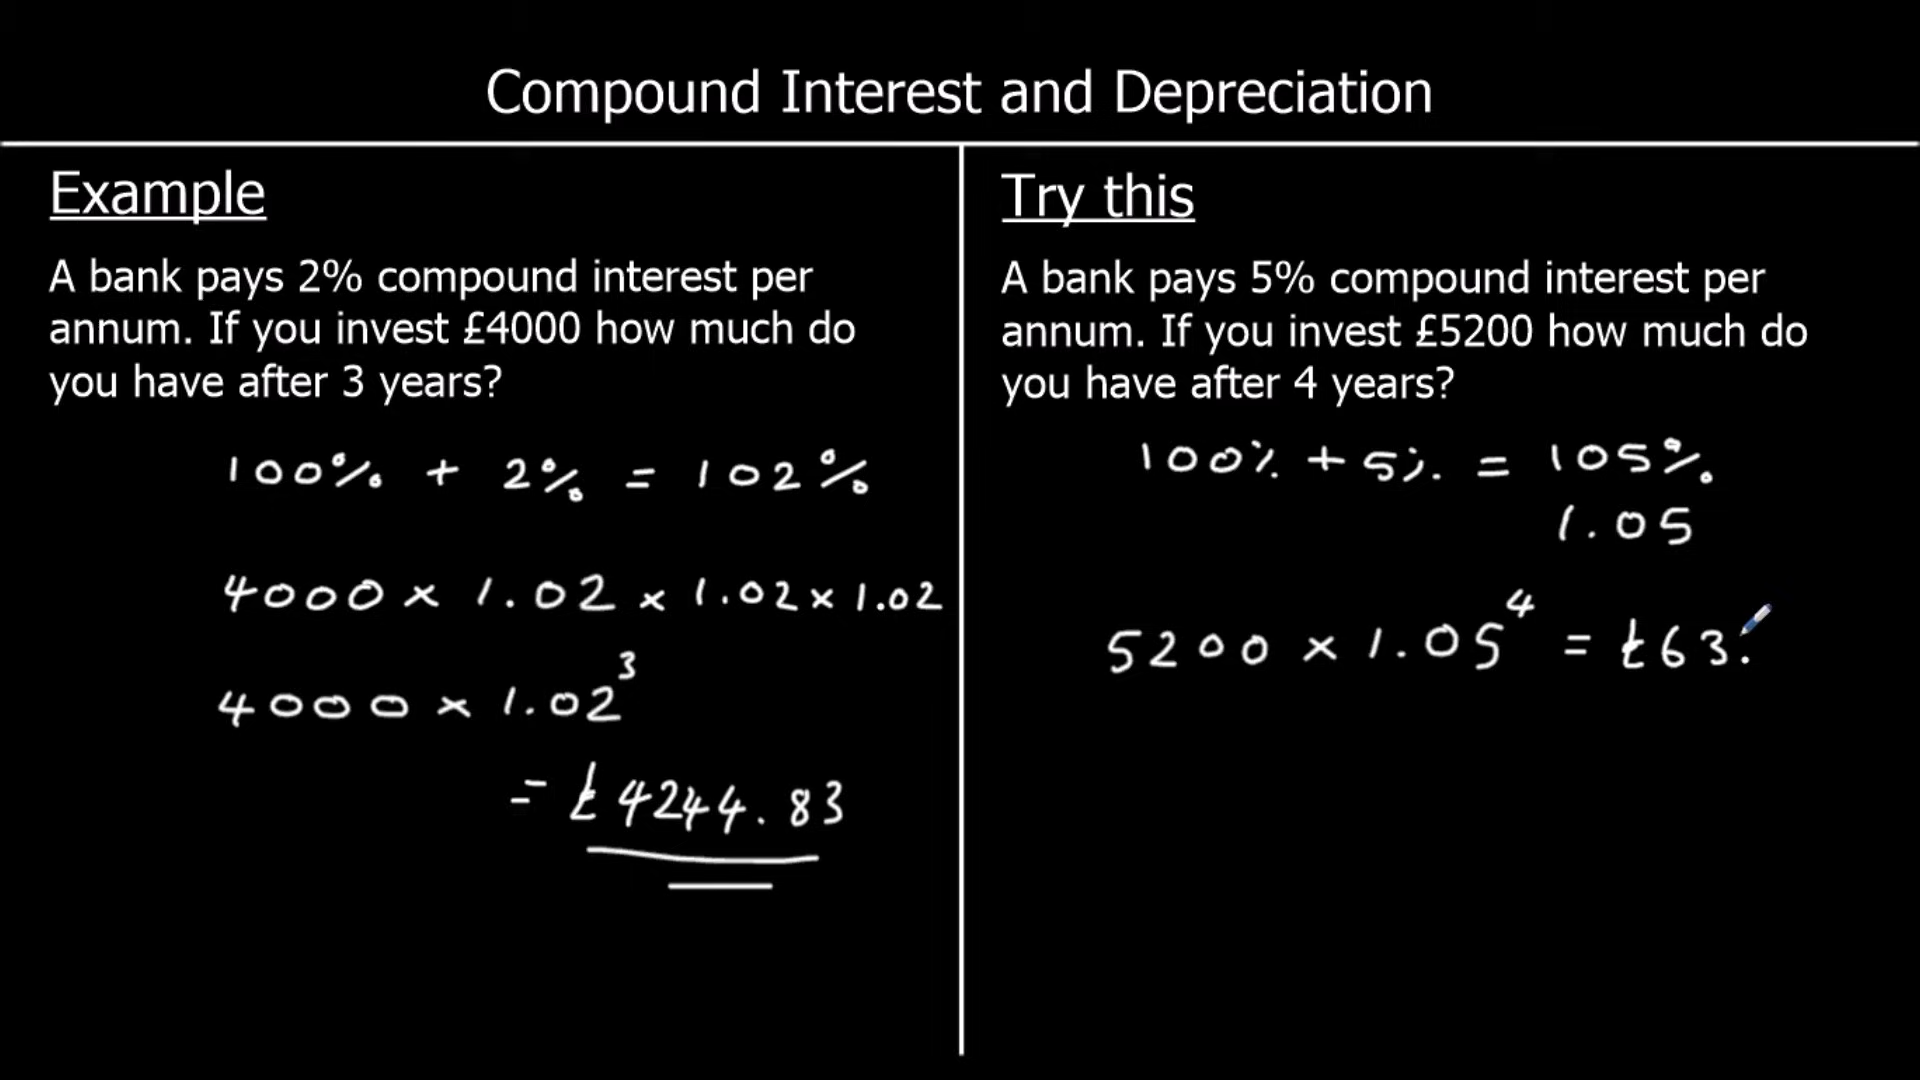 Compound Interest and Depreciation
Example
A bank pays 2% compound interest per
annum. If you invest £4000 how much do
you have after 3 years?
100% + 2% = 102%
4000 × 1.02 × 1.02 × 1.02
4000 × 1.02³
= £4244.83
Try this
A bank pays 5% compound interest per
annum. If you invest £5200 how much do
you have after 4 years?
100% + 5% = 105%
1.05
5200 × 1.05⁴ = £63